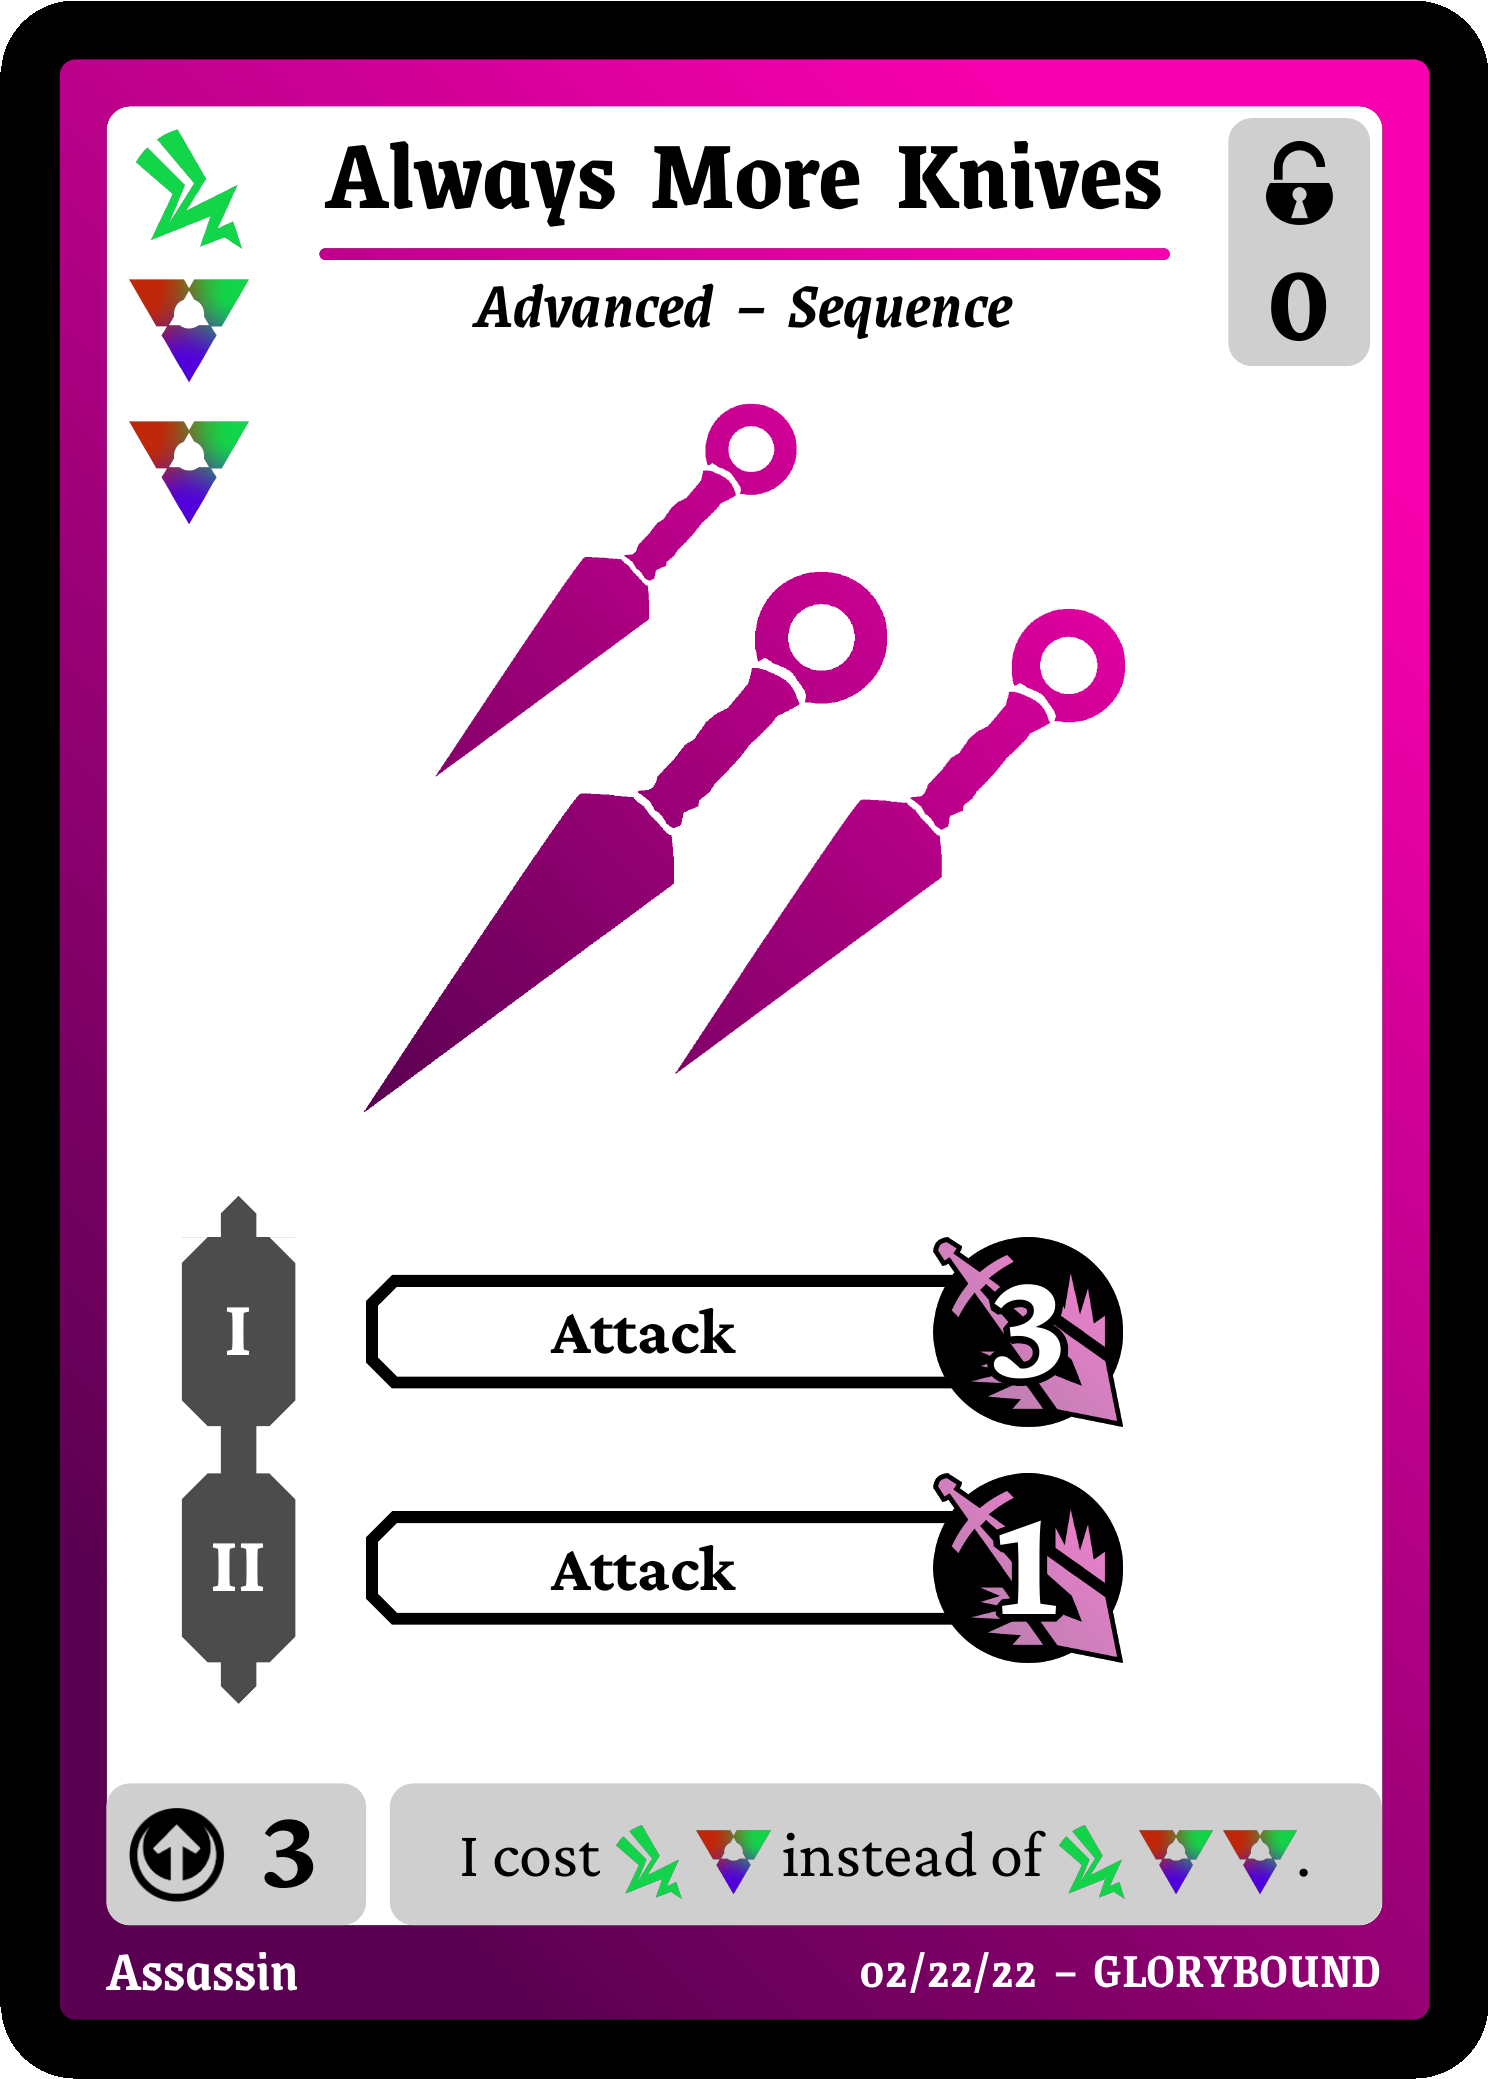 Always More Knives
0
Advanced – Sequence
I
Attack
3
II
Attack
1
3
I cost instead of .
Assassin
02/22/22 – GLORYBOUND